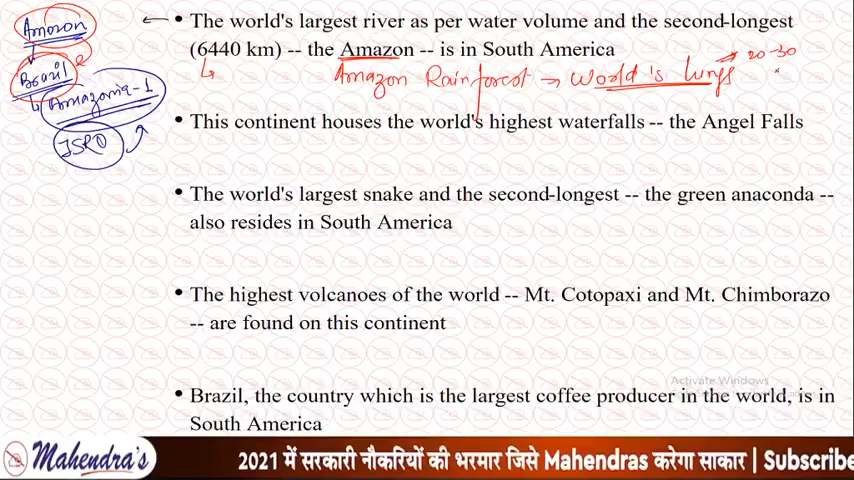 Amazon
Brazil
Amazonia-1
ISRO
The world's largest river as per water volume and the second-longest
(6440 km) -- the Amazon -- is in South America
Amazon Rainforest → World's lungs → 20-30
This continent houses the world's highest waterfalls -- the Angel Falls
The world's largest snake and the second-longest -- the green anaconda --
also resides in South America
The highest volcanoes of the world -- Mt. Cotopaxi and Mt. Chimborazo
-- are found on this continent
Activate Windows
Brazil, the country which is the largest coffee producer in the world, is in
South America
Mahendra's
2021 में सरकारी नौकरियों की भरमार जिसे Mahendras करेगा साकार | Subscribe